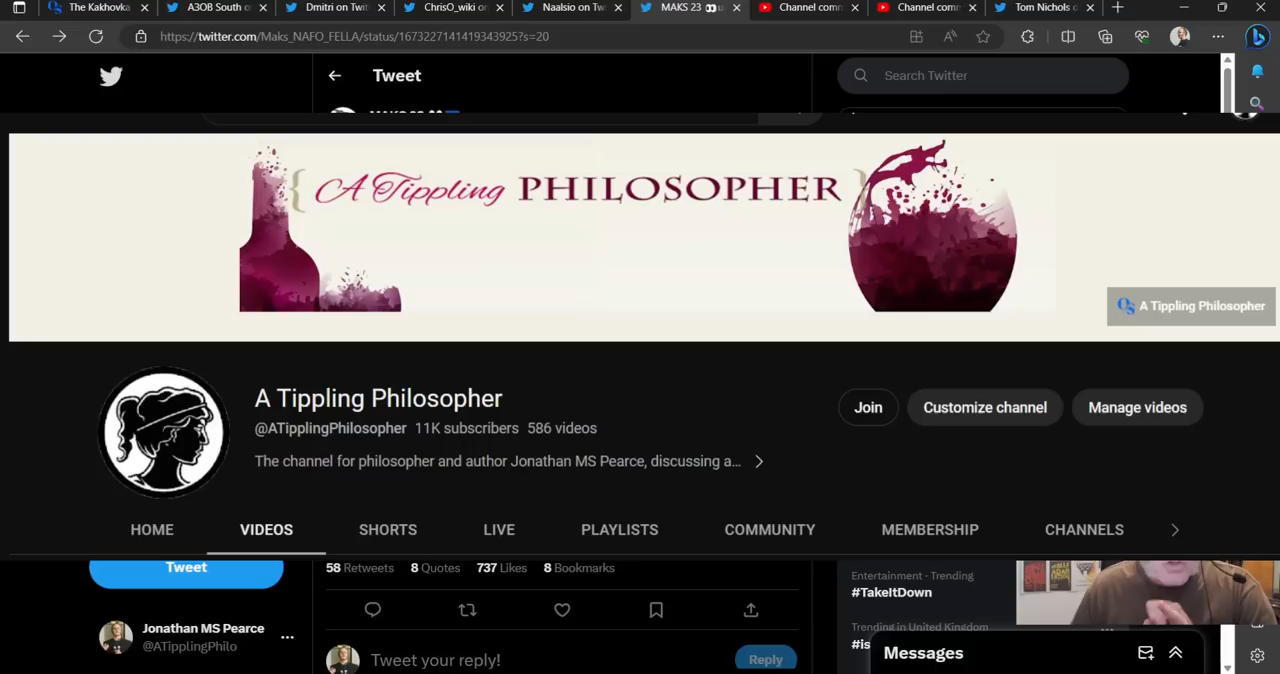 The Kakhovka
A3OB South o
Dmitri on Twit
ChrisO_wiki on
Naalsio on Tw
MAKS 23
Channel comm
Channel comm
Tom Nichols o
https://twitter.com/Maks_NAFO_FELLA/status/1673227141419343925?s=20
Tweet
Search Twitter
{ A Tippling PHILOSOPHER }
OS A Tippling Philosopher
A Tippling Philosopher
@ATipplingPhilosopher 11K subscribers 586 videos
The channel for philosopher and author Jonathan MS Pearce, discussing a...
Join
Customize channel
Manage videos
HOME
VIDEOS
SHORTS
LIVE
PLAYLISTS
COMMUNITY
MEMBERSHIP
CHANNELS
Tweet
58 Retweets 8 Quotes 737 Likes 8 Bookmarks
Entertainment · Trending
#TakeItDown
Trending in United Kingdom
#is
Jonathan MS Pearce
@ATipplingPhilo
Tweet your reply!
Reply
Messages